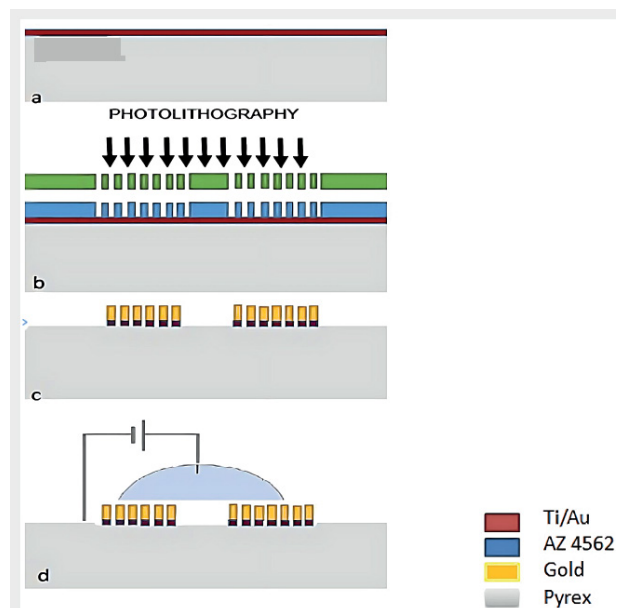 a
PHOTOLITHOGRAPHY
b
c
d
Ti/Au
AZ 4562
Gold
Pyrex